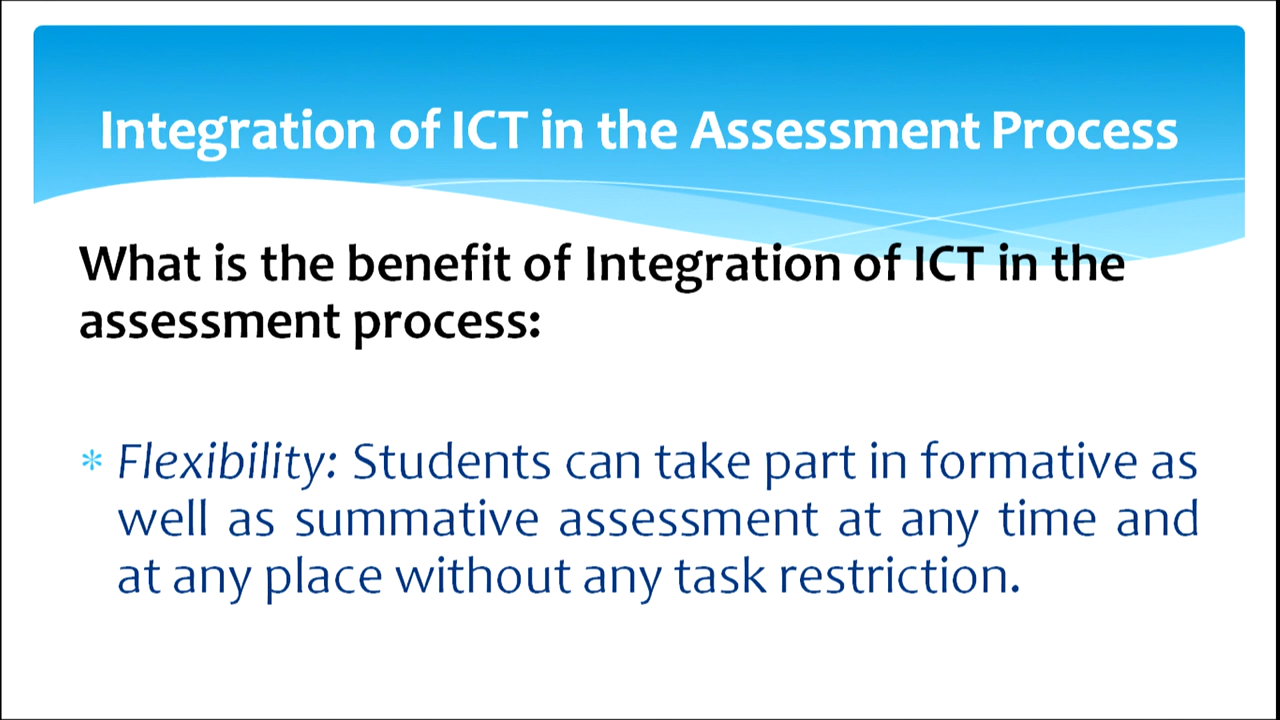 Integration of ICT in the Assessment Process
What is the benefit of Integration of ICT in the
assessment process:
* Flexibility: Students can take part in formative as
well as summative assessment at any time and
at any place without any task restriction.